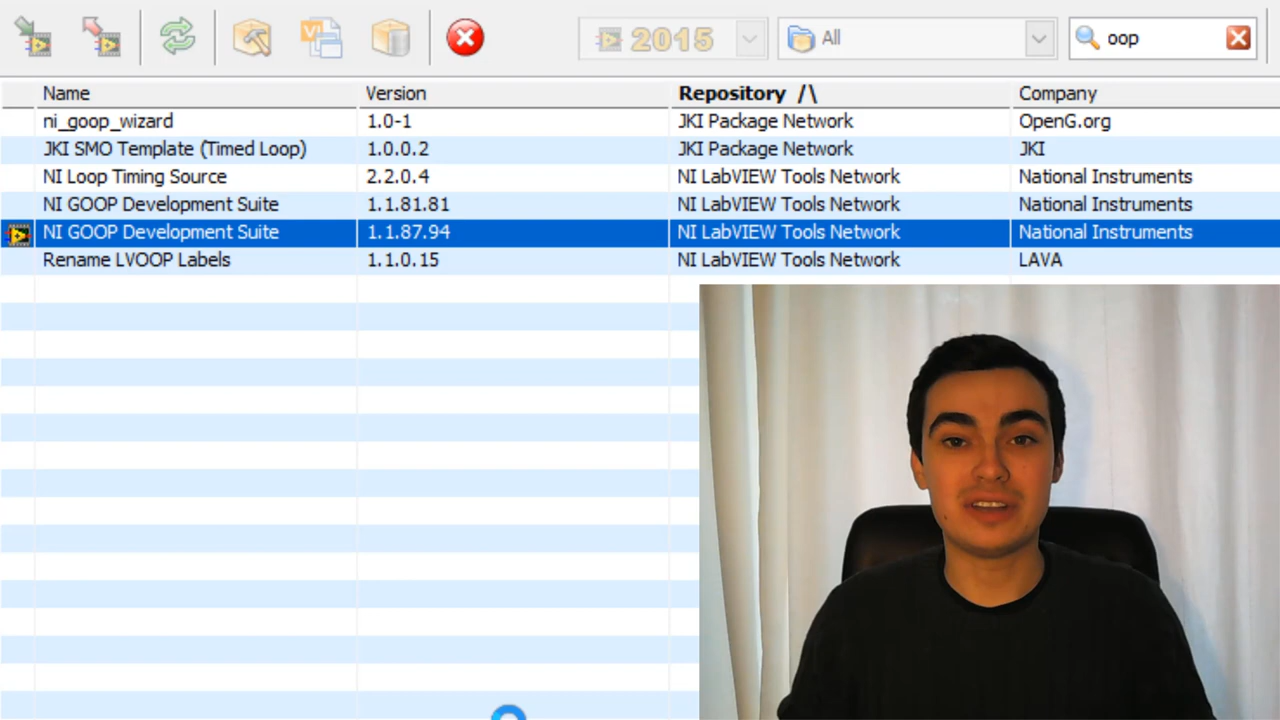 2015 All oop
Name Version Repository /\ Company
ni_goop_wizard 1.0-1 JKI Package Network OpenG.org
JKI SMO Template (Timed Loop) 1.0.0.2 JKI Package Network JKI
NI Loop Timing Source 2.2.0.4 NI LabVIEW Tools Network National Instruments
NI GOOP Development Suite 1.1.81.81 NI LabVIEW Tools Network National Instruments
NI GOOP Development Suite 1.1.87.94 NI LabVIEW Tools Network National Instruments
Rename LVOOP Labels 1.1.0.15 NI LabVIEW Tools Network LAVA